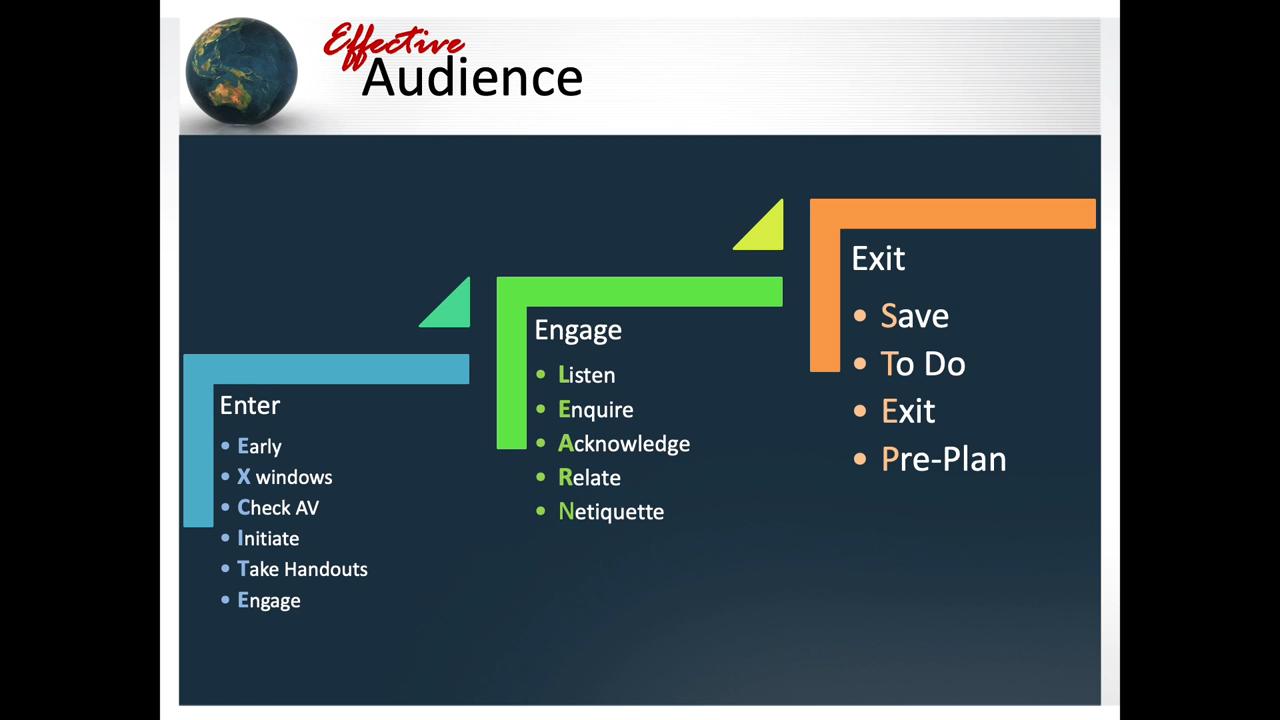 Effective
Audience
Enter
• Early
• X windows
• Check AV
• Initiate
• Take Handouts
• Engage
Engage
• Listen
• Enquire
• Acknowledge
• Relate
• Netiquette
Exit
• Save
• To Do
• Exit
• Pre-Plan